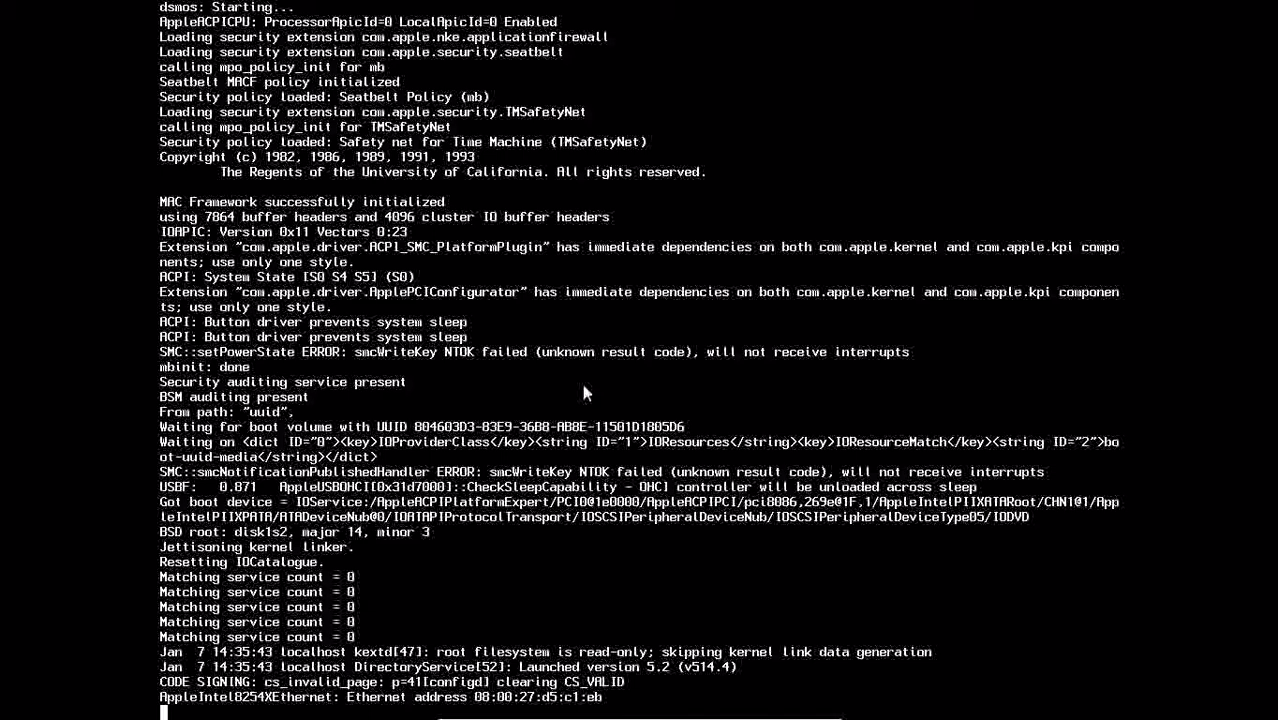 dsmos: Starting...
AppleACPICPU: ProcessorApicId=0 LocalApicId=0 Enabled
Loading security extension com.apple.nke.applicationfirewall
Loading security extension com.apple.security.seatbelt
calling mpo_policy_init for mb
Seatbelt MACF policy initialized
Security policy loaded: Seatbelt Policy (mb)
Loading security extension com.apple.security.TMSafetyNet
calling mpo_policy_init for TMSafetyNet
Security policy loaded: Safety net for Time Machine (TMSafetyNet)
Copyright (c) 1982, 1986, 1989, 1991, 1993
The Regents of the University of California. All rights reserved.
MAC Framework successfully initialized
using 7864 buffer headers and 4096 cluster IO buffer headers
IOAPIC: Version 0x11 Vectors 0:23
Extension "com.apple.driver.ACPI_SMC_PlatformPlugin" has immediate dependencies on both com.apple.kernel and com.apple.kpi compo
nents; use only one style.
ACPI: System State [S0 S4 S5] (S0)
Extension "com.apple.driver.ApplePCIConfigurator" has immediate dependencies on both com.apple.kernel and com.apple.kpi componen
ts; use only one style.
ACPI: Button driver prevents system sleep
ACPI: Button driver prevents system sleep
SMC::setPowerState ERROR: smcWriteKey NTOK failed (unknown result code), will not receive interrupts
mbinit: done
Security auditing service present
BSM auditing present
From path: "uuid",
Waiting for boot volume with UUID 804603D3-83E9-36B8-AB8E-11501D1805D6
Waiting on <dict ID="0"><key>IOProviderClass</key><string ID="1">IOResources</string><key>IOResourceMatch</key><string ID="2">bo
ot-uuid-media</string></dict>
SMC::smcNotificationPublishedHandler ERROR: smcWriteKey NTOK failed (unknown result code), will not receive interrupts
USBF:   0.871   AppleUSBOHCI[0x31d7000]::CheckSleepCapability - OHCI controller will be unloaded across sleep
Got boot device = IOService:/AppleACPIPlatformExpert/PCI0@1e0000/AppleACPIPCI/pci8086,269e@1F,1/AppleIntelPIIXATARoot/CHN1@1/App
leIntelPIIXPATA/ATADeviceNub@0/IOATAPIProtocolTransport/IOSCSIPeripheralDeviceNub/IOSCSIPeripheralDeviceType05/IODVD
BSD root: disk1s2, major 14, minor 3
Jettisoning kernel linker.
Resetting IOCatalogue.
Matching service count = 0
Matching service count = 0
Matching service count = 0
Matching service count = 0
Matching service count = 0
Jan  7 14:35:43 localhost kextd[47]: root filesystem is read-only; skipping kernel link data generation
Jan  7 14:35:43 localhost DirectoryService[52]: Launched version 5.2 (v514.4)
CODE SIGNING: cs_invalid_page: p=41[configd] clearing CS_VALID
AppleIntel8254XEthernet: Ethernet address 08:00:27:d5:c1:eb